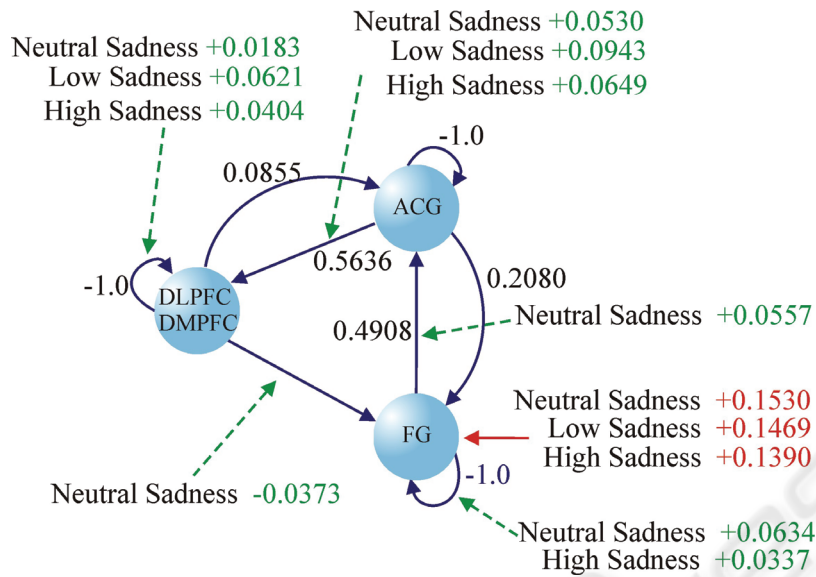 Neutral Sadness +0.0183
Low Sadness +0.0621
High Sadness +0.0404
Neutral Sadness +0.0530
Low Sadness +0.0943
High Sadness +0.0649
-1.0
0.0855
ACG
0.5636
0.2080
-1.0
DLPFC
DMPFC
0.4908
Neutral Sadness +0.0557
Neutral Sadness +0.1530
Low Sadness +0.1469
High Sadness +0.1390
FG
-1.0
Neutral Sadness -0.0373
Neutral Sadness +0.0634
High Sadness +0.0337